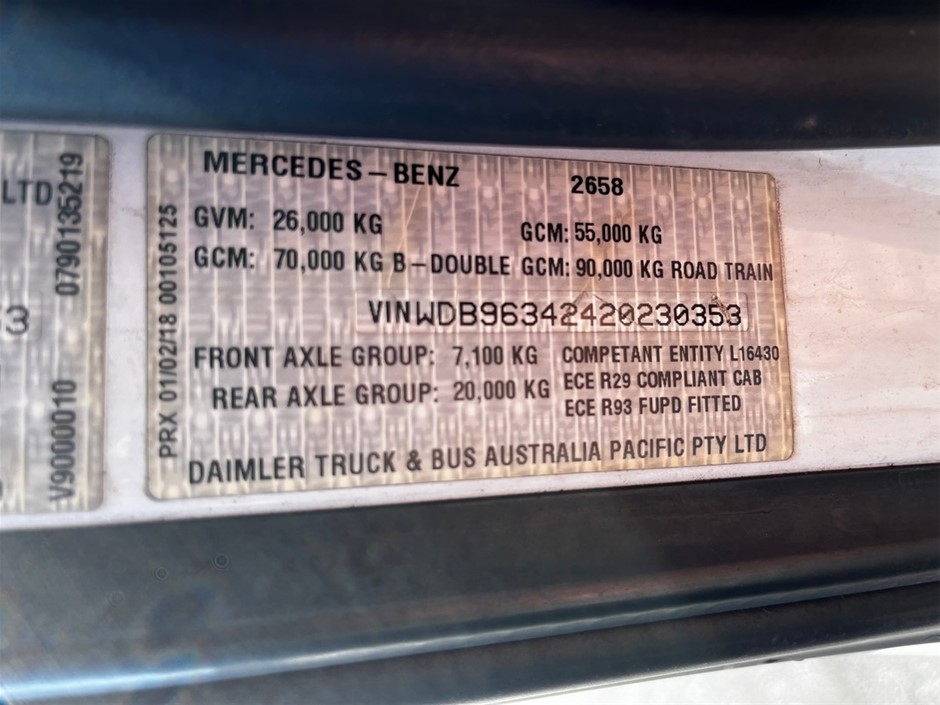 LTD
0790135219
3
V9000010
PRX 01/02/18 00105125
MERCEDES-BENZ 2658
GVM: 26,000 KG GCM: 55,000 KG
GCM: 70,000 KG B-DOUBLE GCM: 90,000 KG ROAD TRAIN
VINWDB96342420230353
FRONT AXLE GROUP: 7,100 KG COMPETANT ENTITY L16430
REAR AXLE GROUP: 20,000 KG ECE R29 COMPLIANT CAB
ECE R93 FUPD FITTED
DAIMLER TRUCK & BUS AUSTRALIA PACIFIC PTY LTD